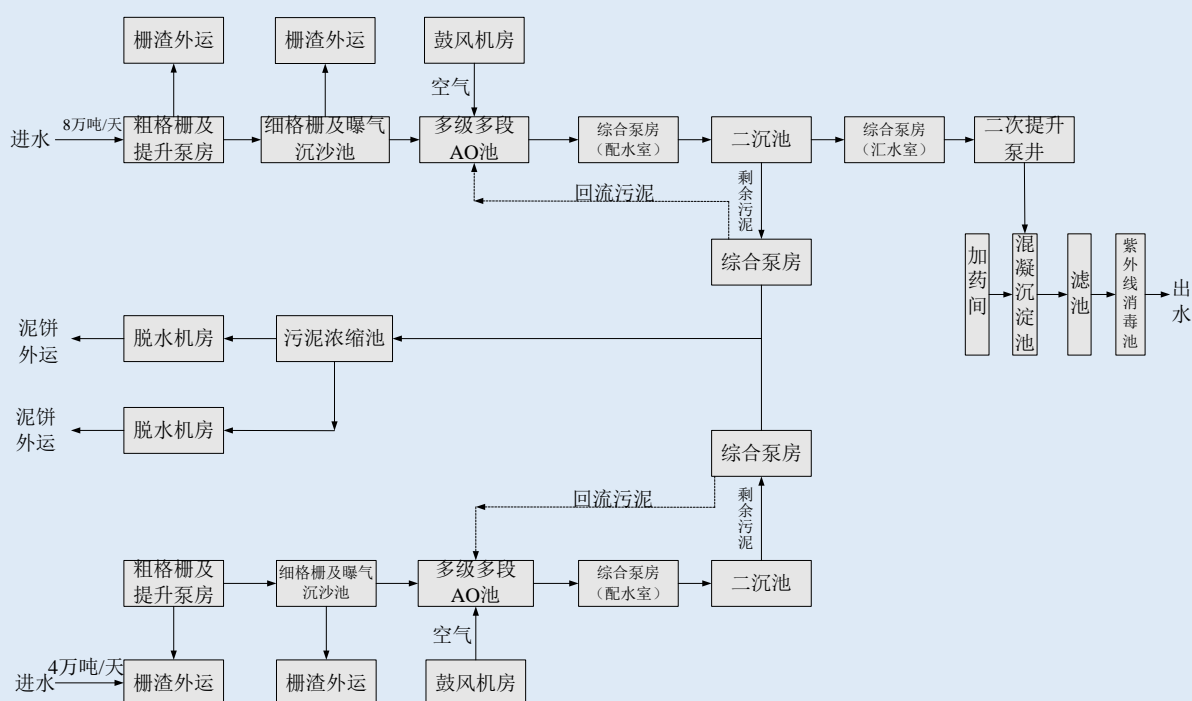 栅渣外运
栅渣外运
鼓风机房
空气
进水
8万吨/天
粗格栅及
提升泵房
细格栅及曝气
沉沙池
多级多段
AO池
综合泵房
（配水室）
二沉池
综合泵房
（汇水室）
二次提升
泵井
回流污泥
剩余污泥
综合泵房
加药间
混凝沉淀池
滤池
紫外线消毒池
出水
泥饼
外运
脱水机房
污泥浓缩池
泥饼
外运
脱水机房
综合泵房
回流污泥
剩余污泥
粗格栅及
提升泵房
细格栅及曝气
沉沙池
多级多段
AO池
综合泵房
（配水室）
二沉池
空气
进水
4万吨/天
栅渣外运
栅渣外运
鼓风机房